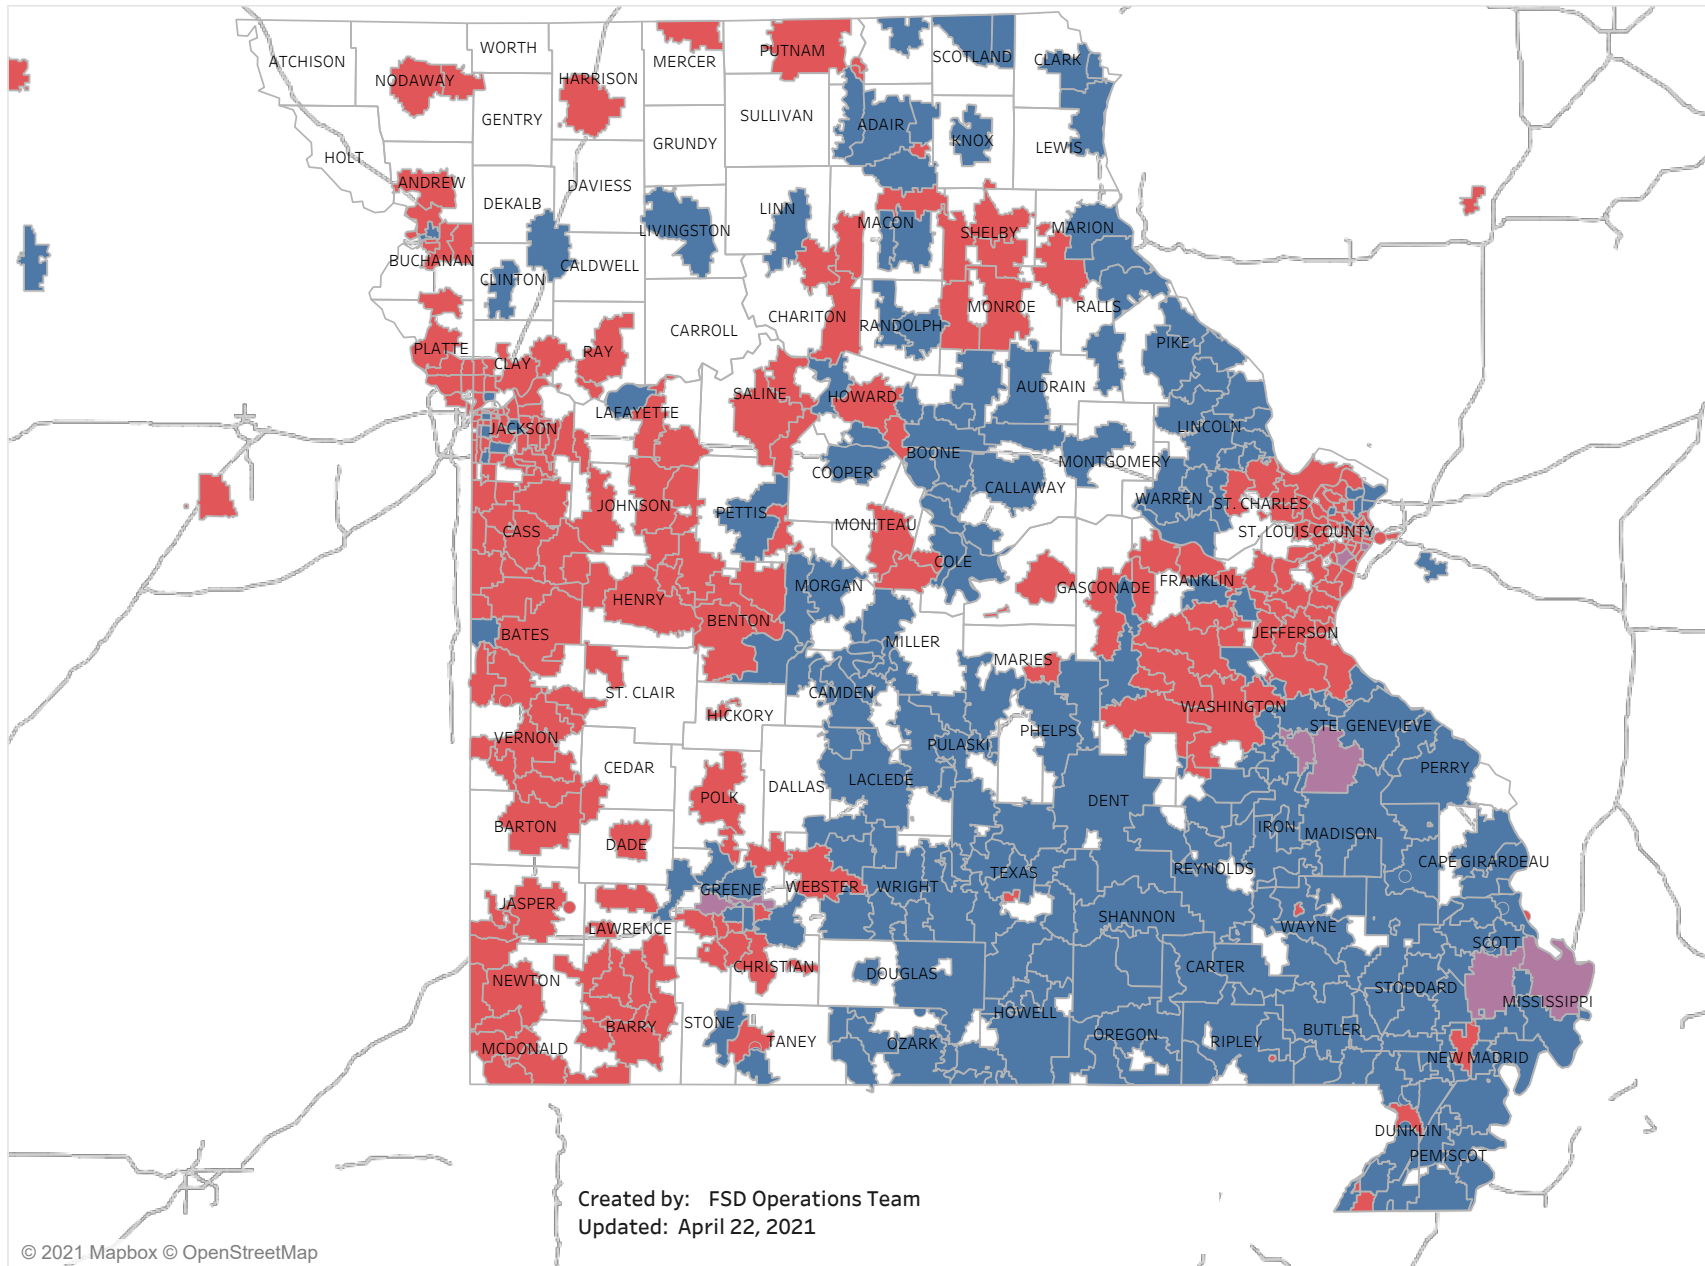 WORTH
ATCHISON
MERCER
PUTNAM
SCOTLAND
CLARK
NODAWAY
HARRISON
GENTRY
SULLIVAN
ADAIR
KNOX
LEWIS
GRUNDY
HOLT
ANDREW
DAVIESS
DEKALB
LINN
LIVINGSTON
MACON
SHELBY
MARION
BUCHANAN
CALDWELL
CLINTON
CHARITON
RANDOLPH
MONROE
RALLS
CARROLL
PLATTE
CLAY
RAY
PIKE
AUDRAIN
SALINE
HOWARD
LAFAYETTE
JACKSON
LINCOLN
BOONE
COOPER
MONTGOMERY
CALLAWAY
WARREN
ST. CHARLES
JOHNSON
PETTIS
MONITEAU
CASS
ST. LOUIS COUNTY
COLE
MORGAN
GASCONADE
FRANKLIN
HENRY
BENTON
BATES
MILLER
JEFFERSON
MARIES
ST. CLAIR
CAMDEN
HICKORY
WASHINGTON
STE. GENEVIEVE
VERNON
PULASKI
PHELPS
CEDAR
DALLAS
LACLEDE
PERRY
POLK
DENT
BARTON
IRON
MADISON
DADE
CAPE GIRARDEAU
TEXAS
REYNOLDS
GREENE
WEBSTER
WRIGHT
JASPER
SHANNON
LAWRENCE
WAYNE
SCOTT
CHRISTIAN
DOUGLAS
CARTER
NEWTON
STODDARD
MISSISSIPPI
HOWELL
STONE
BARRY
TANEY
OZARK
OREGON
RIPLEY
BUTLER
MCDONALD
NEW MADRID
DUNKLIN
PEMISCOT
Created by: FSD Operations Team
Updated: April 22, 2021
© 2021 Mapbox © OpenStreetMap